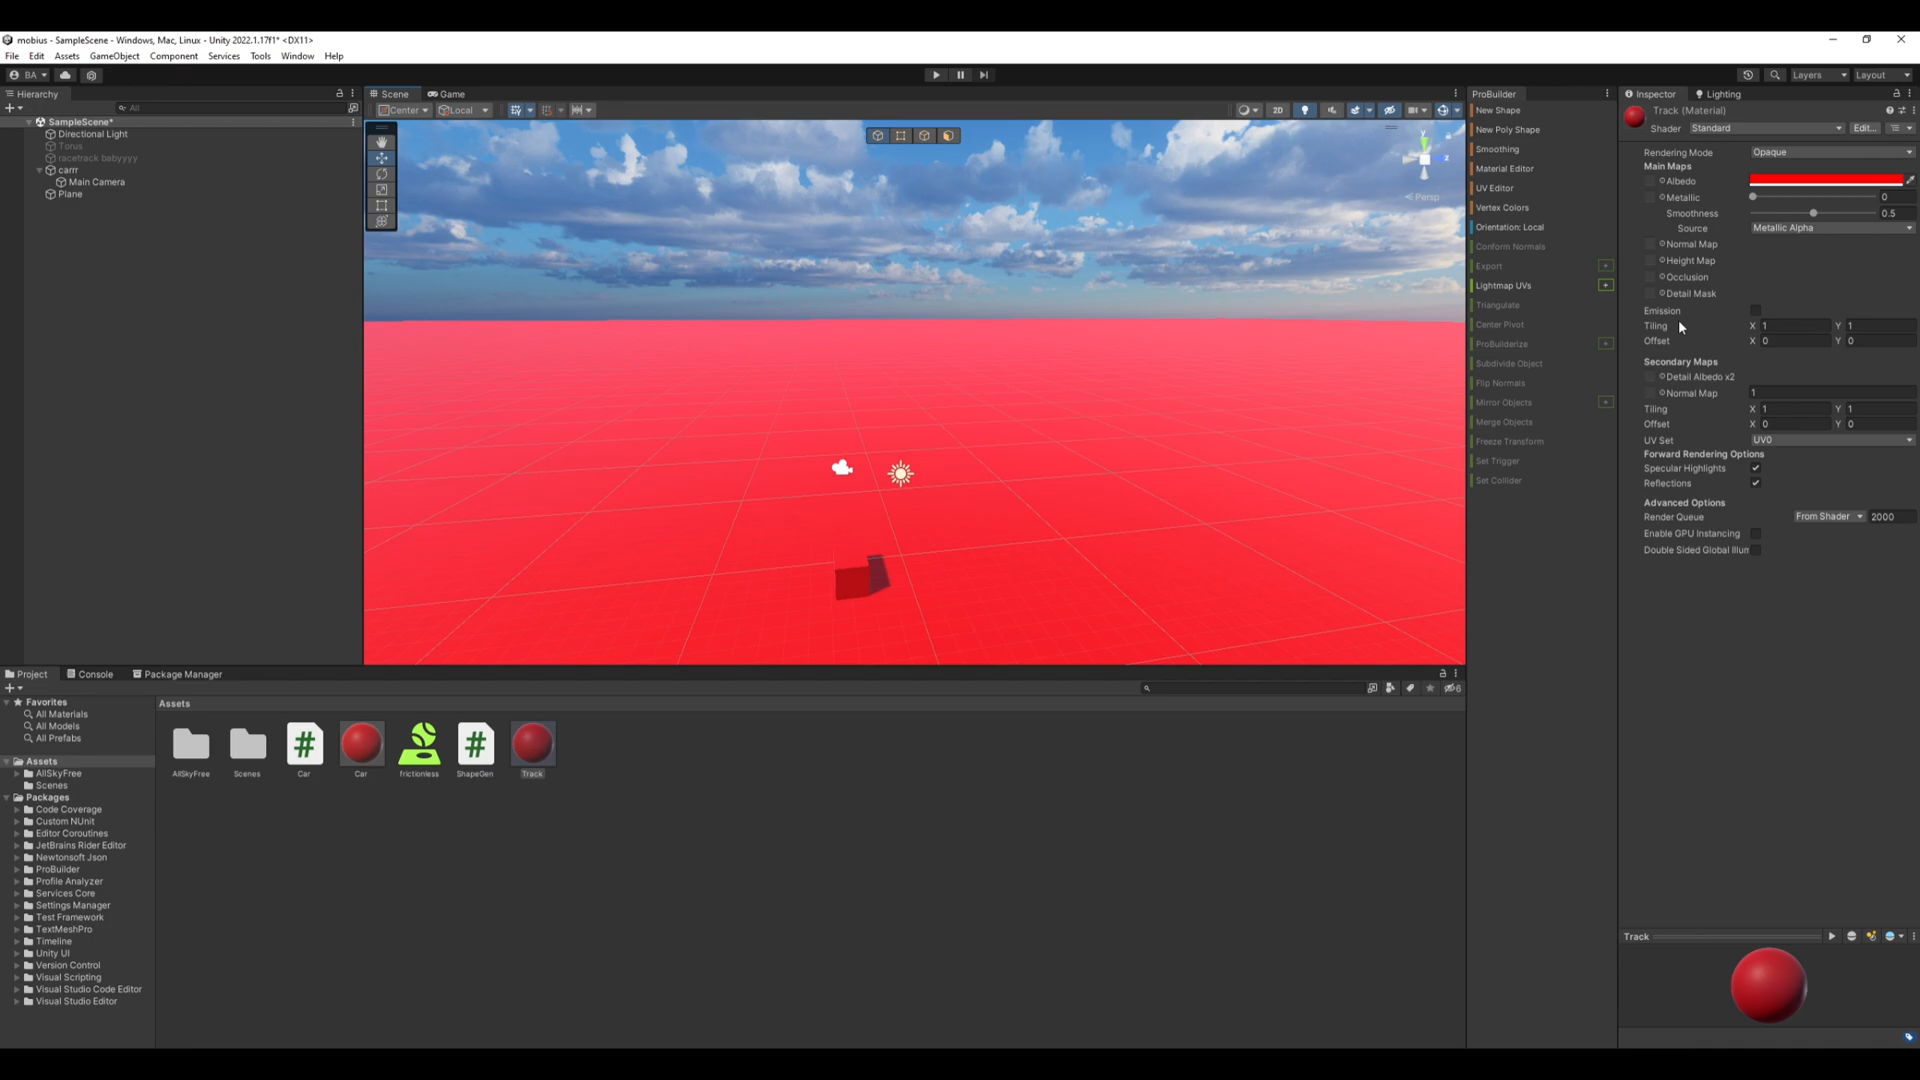 mobius - SampleScene - Windows, Mac, Linux - Unity 2022.1.17f1* <DX11>
File Edit Assets GameObject Component Services Tools Window Help
BA Layers Layout
Hierarchy
All
SampleScene*
Directional Light
Torus
racetrack babyyyy
carrr
Main Camera
Plane
Scene Game
Center Local 2D
y
z
< Persp
ProBuilder
New Shape
New Poly Shape
Smoothing
Material Editor
UV Editor
Vertex Colors
Orientation: Local
Conform Normals
Export
Lightmap UVs
Triangulate
Center Pivot
ProBuilderize
Subdivide Object
Flip Normals
Mirror Objects
Merge Objects
Freeze Transform
Set Trigger
Set Collider
Inspector Lighting
Track (Material)
Shader Standard Edit...
Rendering Mode Opaque
Main Maps
Albedo
Metallic 0
Smoothness 0.5
Source Metallic Alpha
Normal Map
Height Map
Occlusion
Detail Mask
Emission
Tiling X 1 Y 1
Offset X 0 Y 0
Secondary Maps
Detail Albedo x2
Normal Map 1
Tiling X 1 Y 1
Offset X 0 Y 0
UV Set UV0
Forward Rendering Options
Specular Highlights
Reflections
Advanced Options
Render Queue From Shader 2000
Enable GPU Instancing
Double Sided Global Illum
Track
Project Console Package Manager
6
Favorites
All Materials
All Models
All Prefabs
Assets
AllSkyFree
Scenes
Packages
Code Coverage
Custom NUnit
Editor Coroutines
JetBrains Rider Editor
Newtonsoft Json
ProBuilder
Profile Analyzer
Services Core
Settings Manager
Test Framework
TextMeshPro
Timeline
Unity UI
Version Control
Visual Scripting
Visual Studio Code Editor
Visual Studio Editor
Assets
AllSkyFree Scenes Car Car frictionless ShapeGen Track